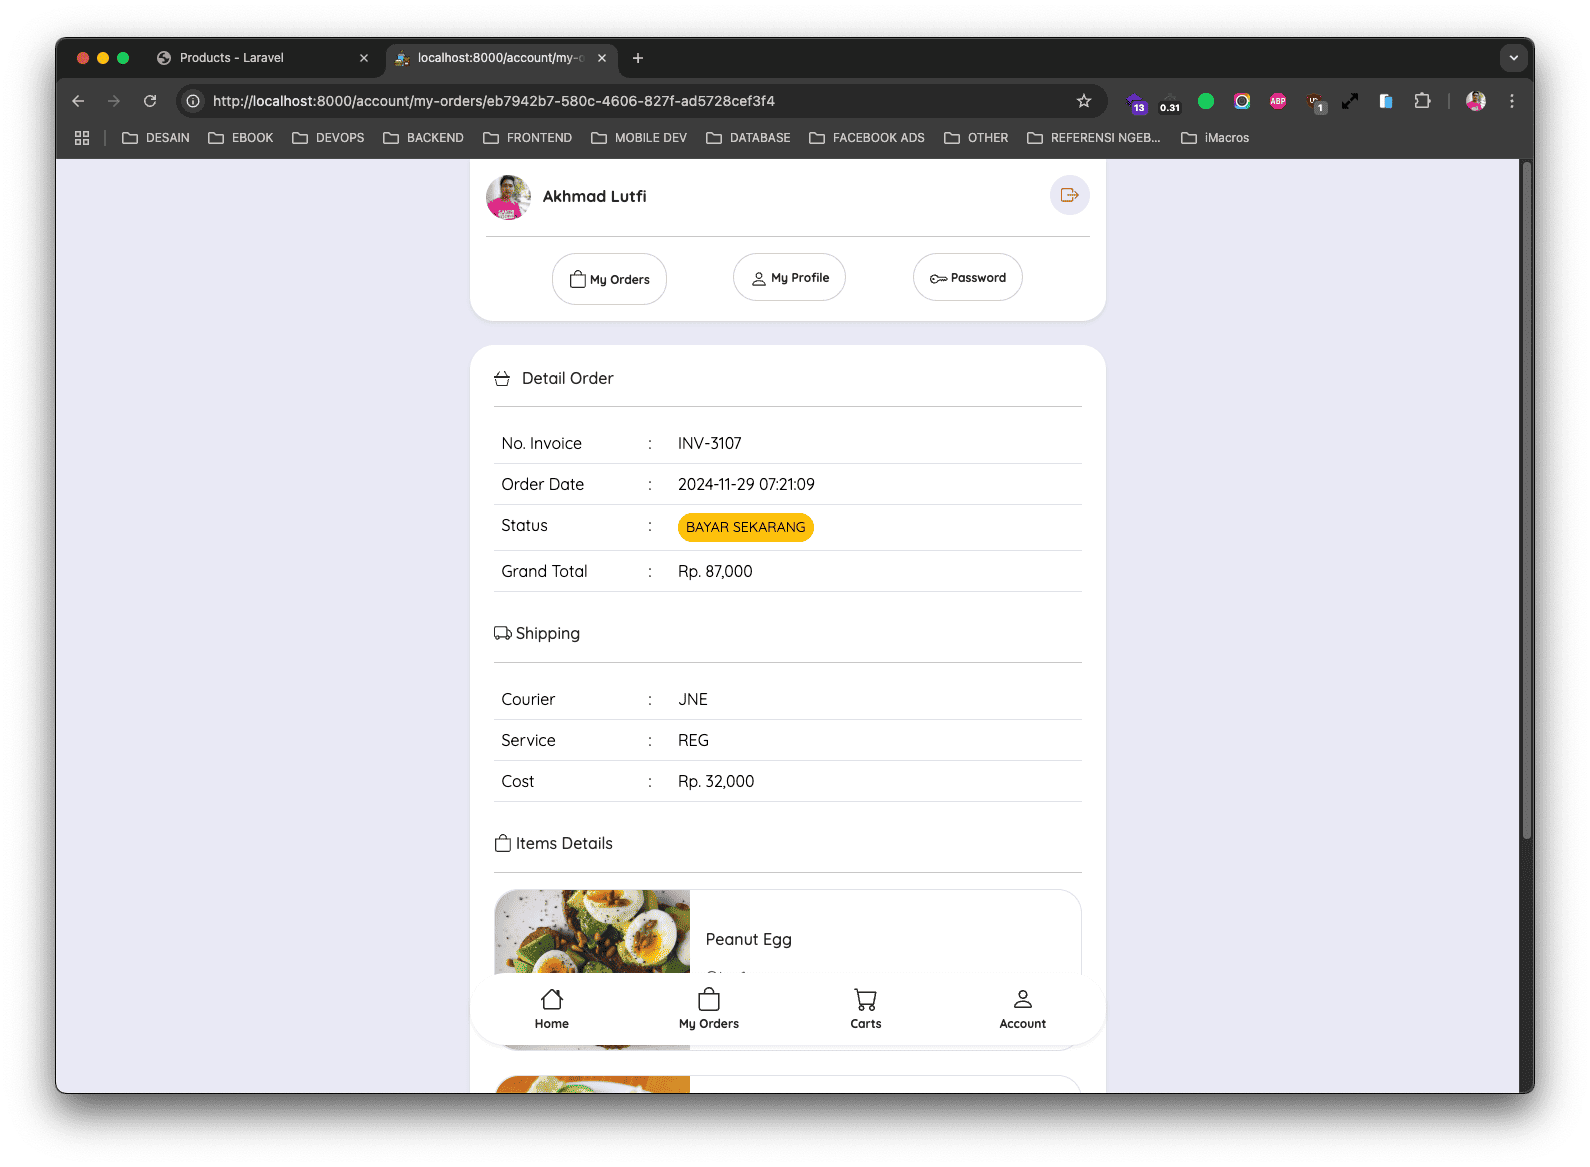 Products - Laravel
localhost:8000/account/my-o
http://localhost:8000/account/my-orders/eb7942b7-580c-4606-827f-ad5728cef3f4
13
0.31
ABP
1
DESAIN
EBOOK
DEVOPS
BACKEND
FRONTEND
MOBILE DEV
DATABASE
FACEBOOK ADS
OTHER
REFERENSI NGEB...
iMacros
Akhmad Lutfi
My Orders
My Profile
Password
Detail Order
No. Invoice : INV-3107
Order Date : 2024-11-29 07:21:09
Status : BAYAR SEKARANG
Grand Total : Rp. 87,000
Shipping
Courier : JNE
Service : REG
Cost : Rp. 32,000
Items Details
Peanut Egg
Home
My Orders
Carts
Account